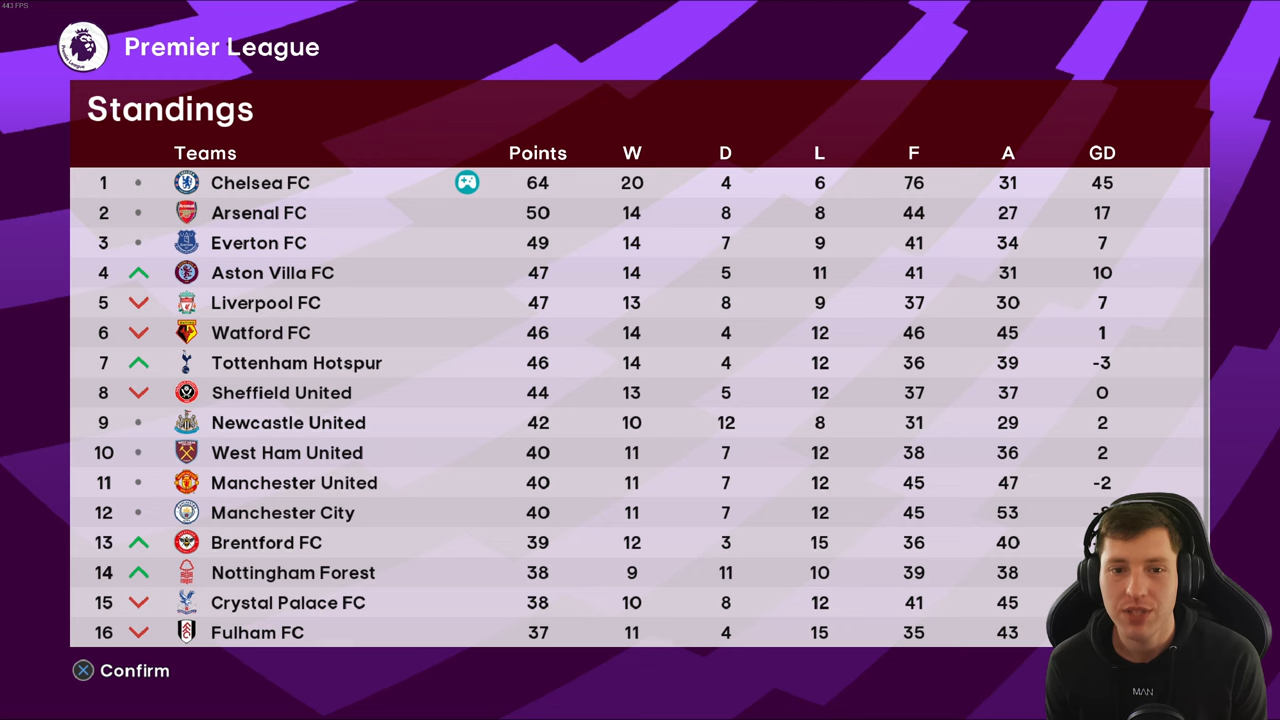 443 FPS
Premier League
Standings
Teams Points W D L F A GD
1 Chelsea FC 64 20 4 6 76 31 45
2 Arsenal FC 50 14 8 8 44 27 17
3 Everton FC 49 14 7 9 41 34 7
4 Aston Villa FC 47 14 5 11 41 31 10
5 Liverpool FC 47 13 8 9 37 30 7
6 Watford FC 46 14 4 12 46 45 1
7 Tottenham Hotspur 46 14 4 12 36 39 -3
8 Sheffield United 44 13 5 12 37 37 0
9 Newcastle United 42 10 12 8 31 29 2
10 West Ham United 40 11 7 12 38 36 2
11 Manchester United 40 11 7 12 45 47 -2
12 Manchester City 40 11 7 12 45 53
13 Brentford FC 39 12 3 15 36 40
14 Nottingham Forest 38 9 11 10 39 38
15 Crystal Palace FC 38 10 8 12 41 45
16 Fulham FC 37 11 4 15 35 43
Confirm
MAN